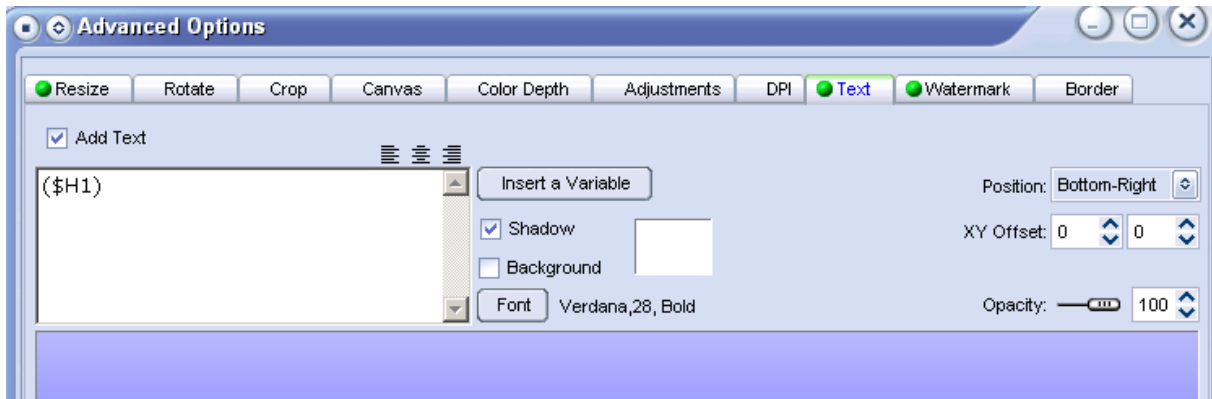 Advanced Options
Resize Rotate Crop Canvas Color Depth Adjustments DPI Text Watermark Border
Add Text
($H1)
Insert a Variable
Position: Bottom-Right
Shadow
XY Offset: 0 0
Background
Font Verdana,28, Bold
Opacity: 100